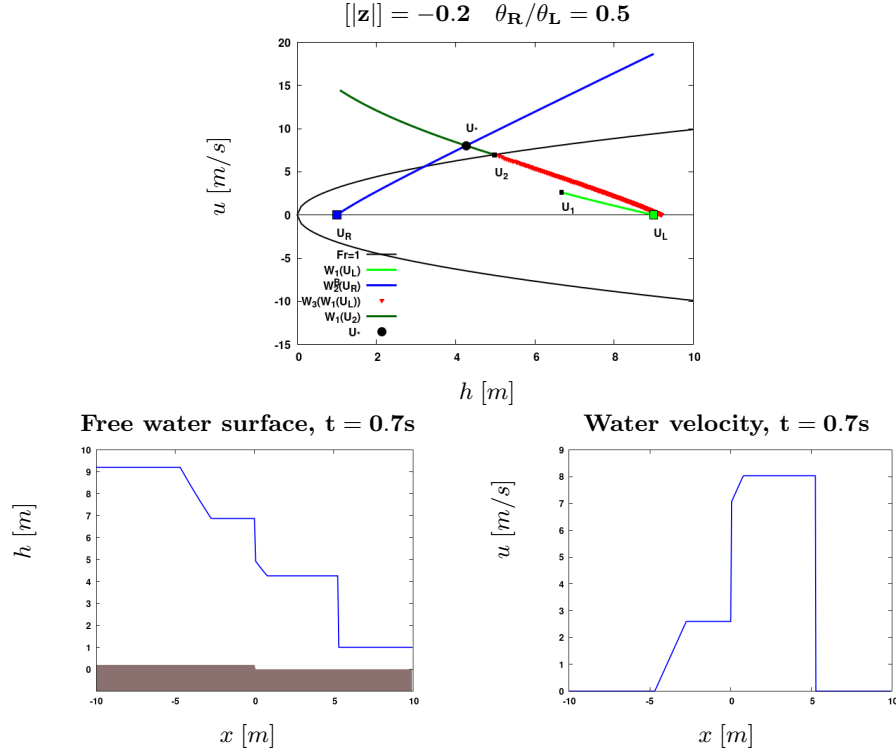 [|z|] = −0.2 θ_R/θ_L = 0.5
20
15
10
5
0
-5
-10
-15
u [m/s]
U*
U2
U1
UR
UL
Fr=1
W1(UL)
W2^B(UR)
W3(W1(UL))
W1(U2)
U*
0 2 4 6 8 10
h [m]
Free water surface, t = 0.7s
10
9
8
7
6
5
4
3
2
1
0
h [m]
-10 -5 0 5 10
x [m]
Water velocity, t = 0.7s
9
8
7
6
5
4
3
2
1
0
u [m/s]
-10 -5 0 5 10
x [m]